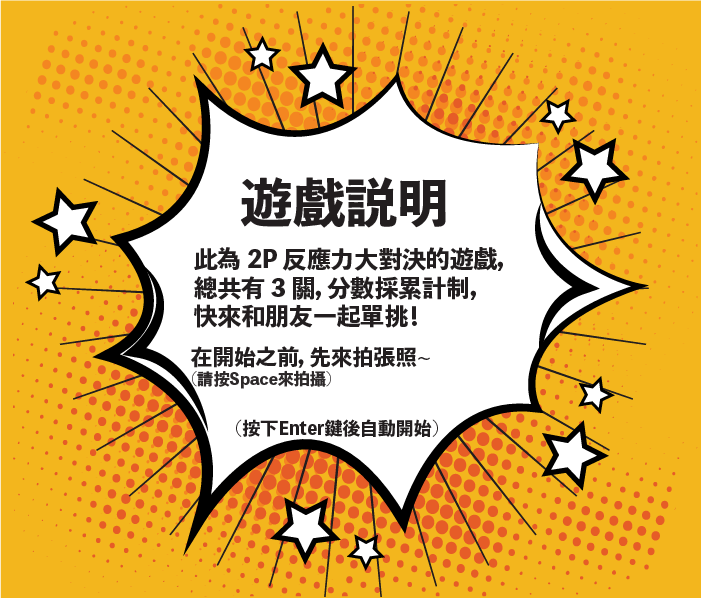 遊戲説明
此為 2P 反應力大對決的遊戲,
總共有 3 關, 分數採累計制,
快來和朋友一起單挑!
在開始之前, 先來拍張照~
(請按Space來拍攝)
(按下Enter鍵後自動開始)